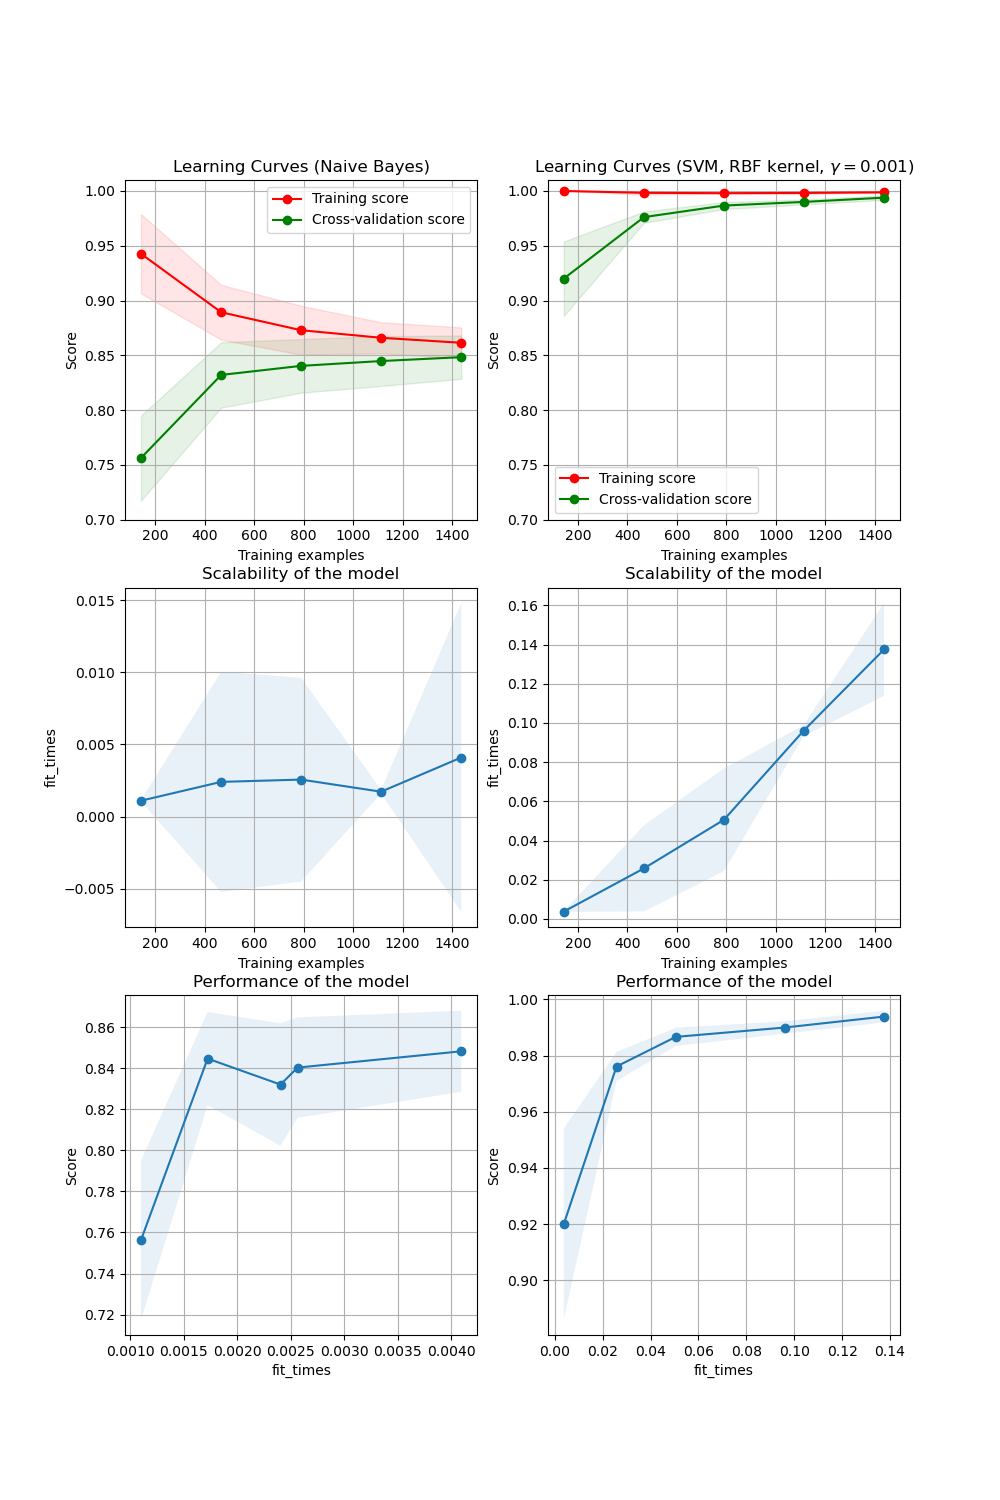 Learning Curves (Naive Bayes)
1.00
0.95
0.90
0.85
0.80
0.75
0.70
Score
Training score
Cross-validation score
200 400 600 800 1000 1200 1400
Training examples
Learning Curves (SVM, RBF kernel, γ = 0.001)
1.00
0.95
0.90
0.85
0.80
0.75
0.70
Score
Training score
Cross-validation score
200 400 600 800 1000 1200 1400
Training examples
Scalability of the model
0.015
0.010
0.005
0.000
−0.005
fit_times
200 400 600 800 1000 1200 1400
Training examples
Scalability of the model
0.16
0.14
0.12
0.10
0.08
0.06
0.04
0.02
0.00
fit_times
200 400 600 800 1000 1200 1400
Training examples
Performance of the model
0.86
0.84
0.82
0.80
0.78
0.76
0.74
0.72
Score
0.0010 0.0015 0.0020 0.0025 0.0030 0.0035 0.0040
fit_times
Performance of the model
1.00
0.98
0.96
0.94
0.92
0.90
Score
0.00 0.02 0.04 0.06 0.08 0.10 0.12 0.14
fit_times